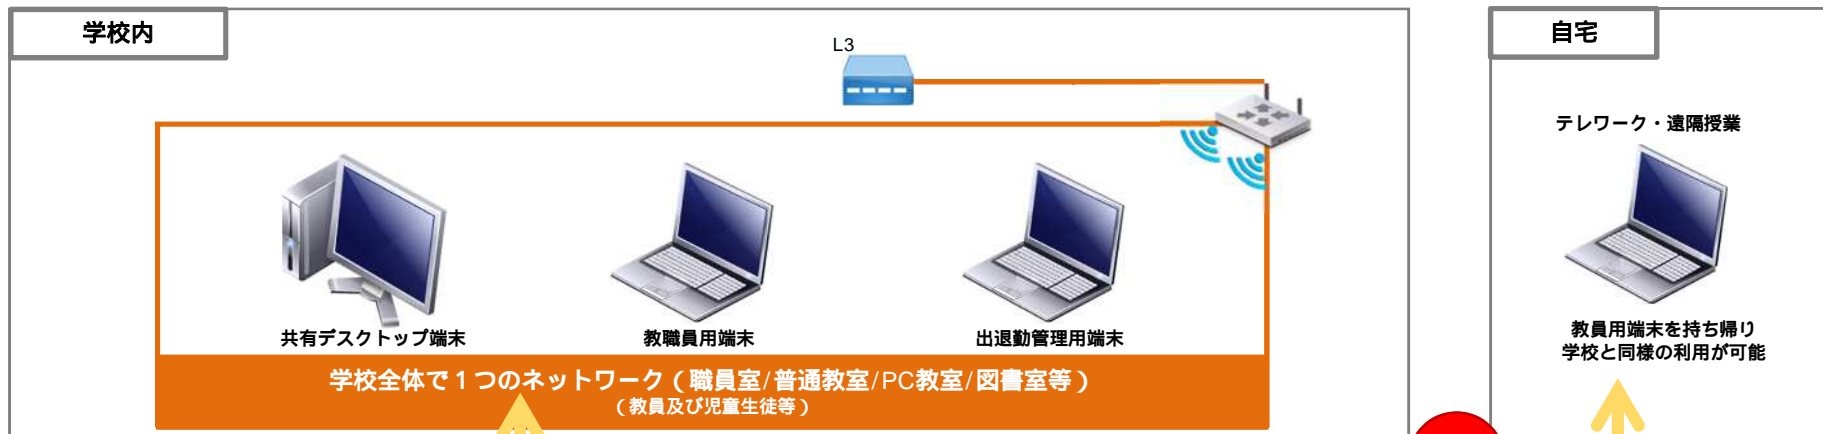 学校内
自宅
L3
テレワーク・遠隔授業
共有デスクトップ端末
教職員用端末
出退勤管理用端末
教員用端末を持ち帰り
学校と同様の利用が可能
学校全体で１つのネットワーク（職員室/普通教室/PC教室/図書室等）
（教員及び児童生徒等）